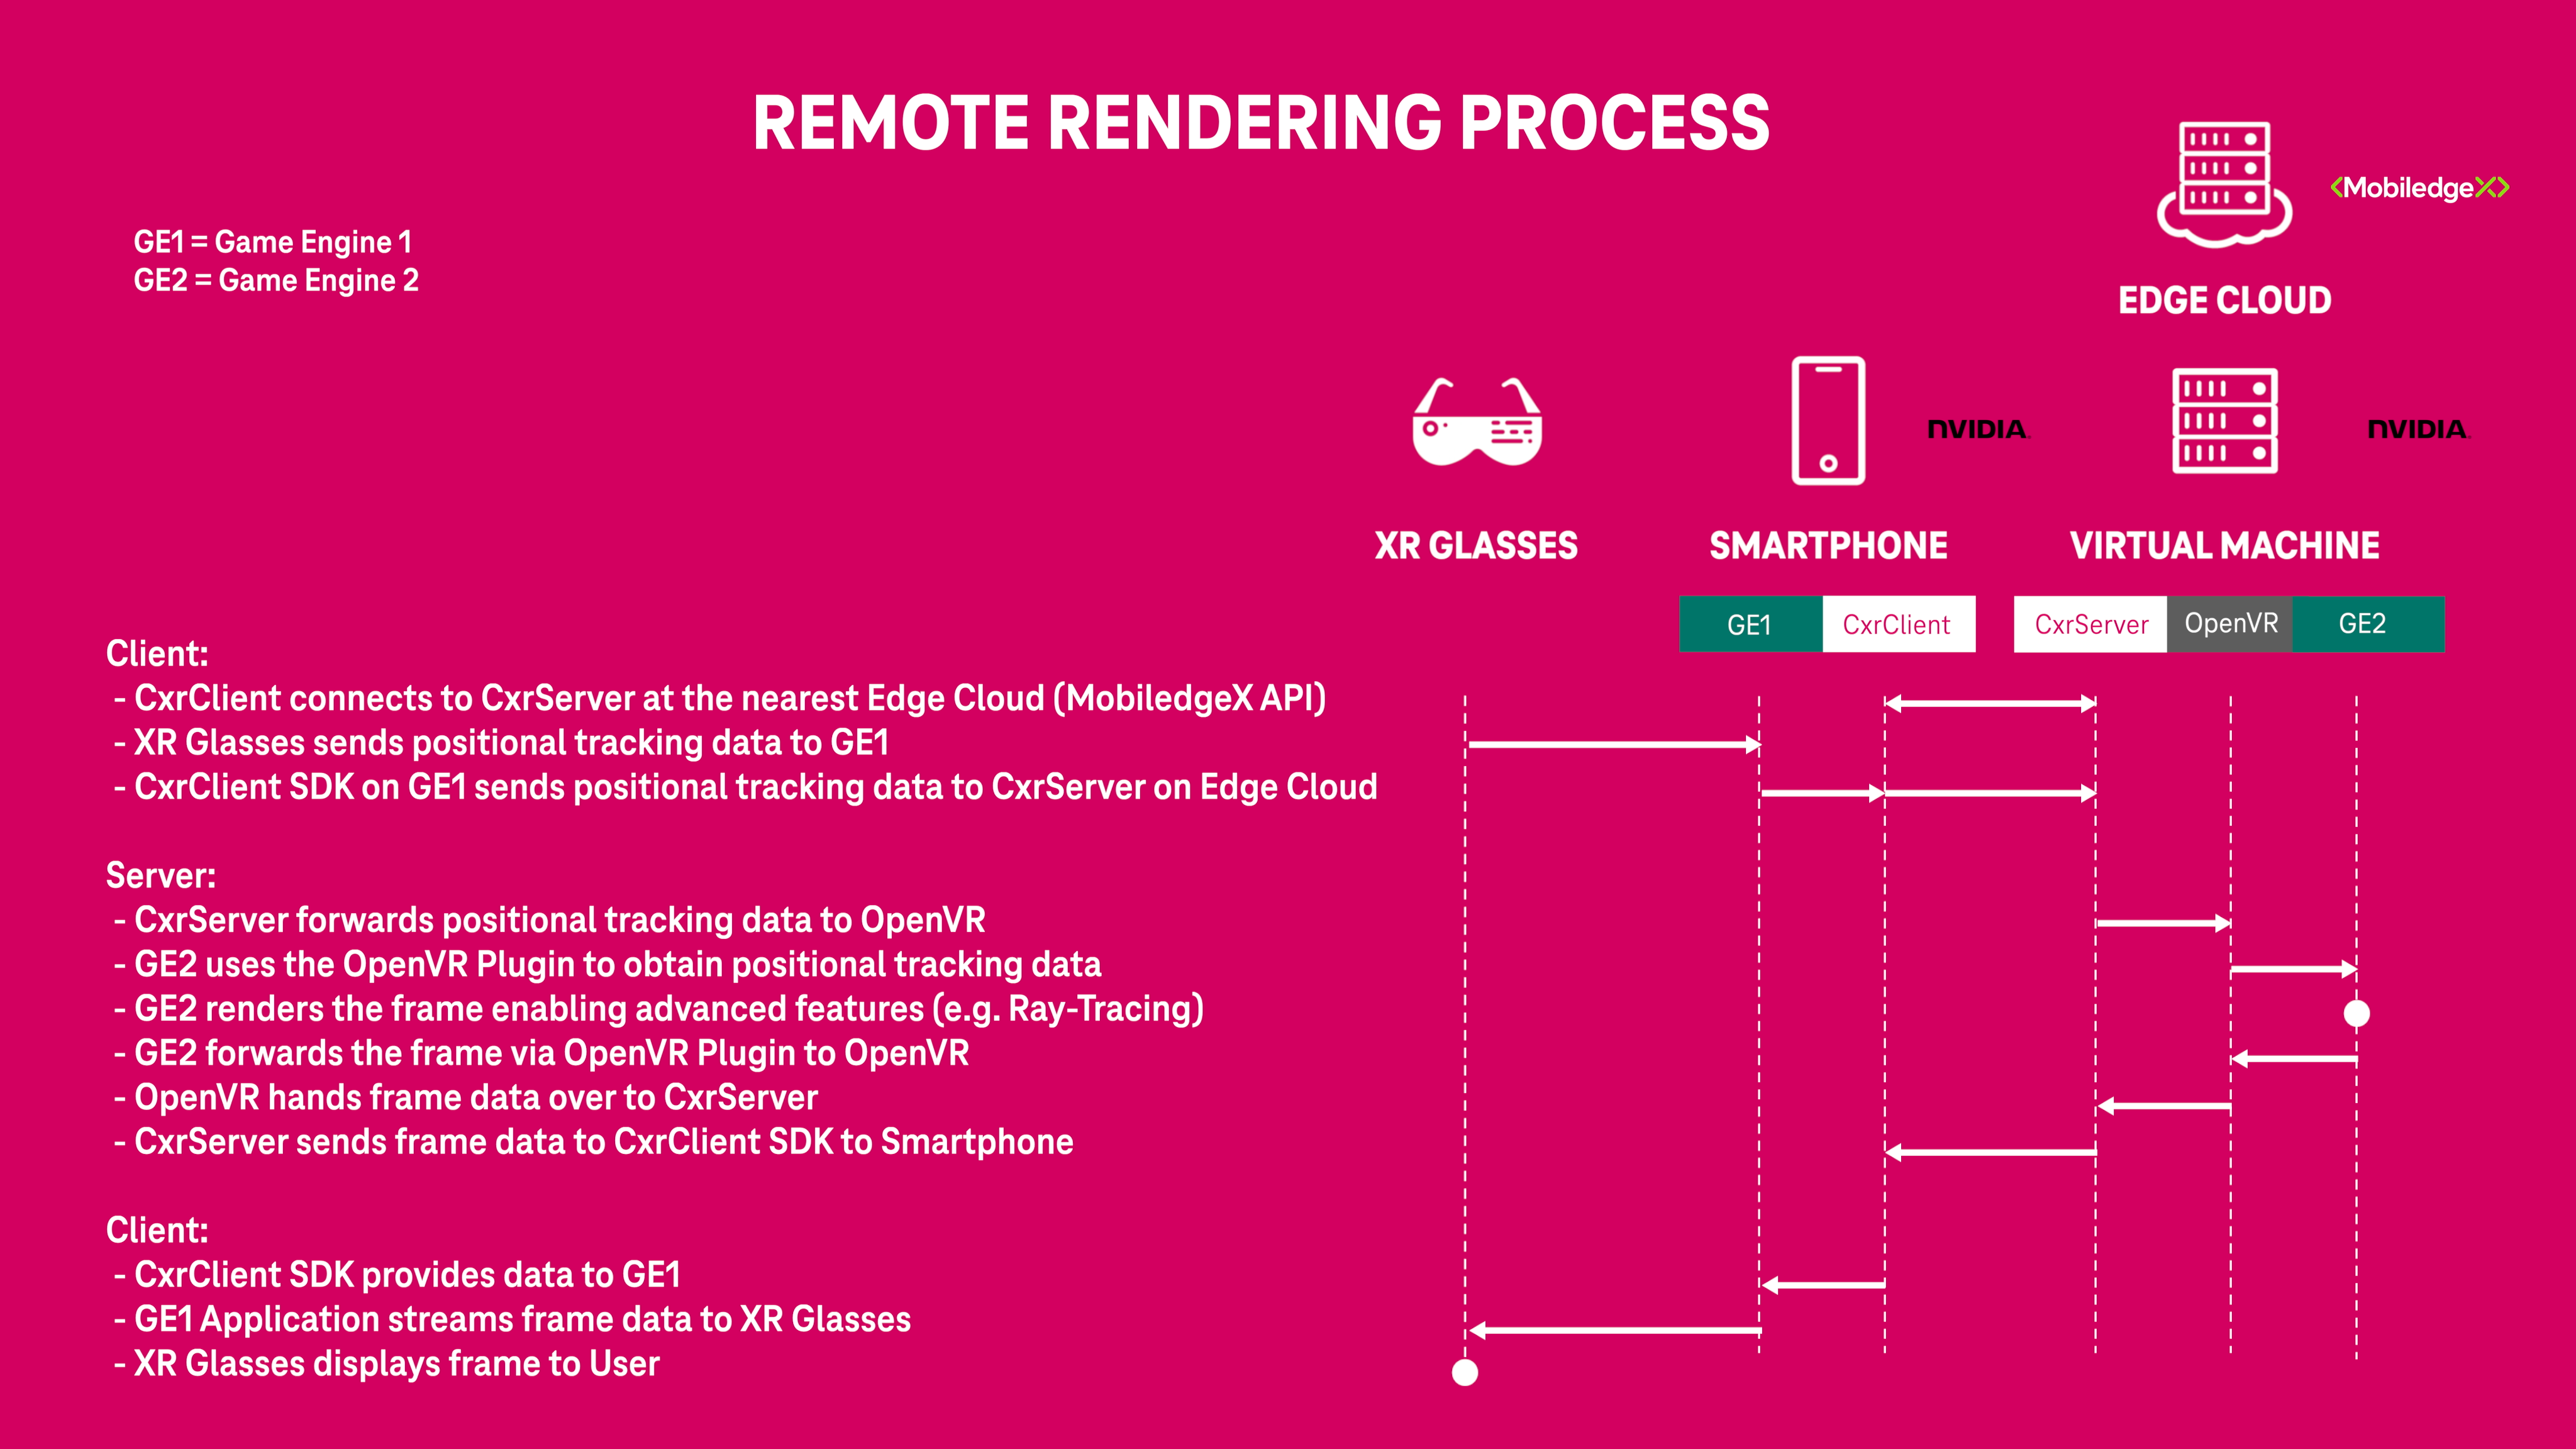 REMOTE RENDERING PROCESS
<MobiledgeX>
GE1 = Game Engine 1
GE2 = Game Engine 2
EDGE CLOUD
NVIDIA.
NVIDIA.
XR GLASSES
SMARTPHONE
VIRTUAL MACHINE
GE1
CxrClient
CxrServer
OpenVR
GE2
Client:
- CxrClient connects to CxrServer at the nearest Edge Cloud (MobiledgeX API)
- XR Glasses sends positional tracking data to GE1
- CxrClient SDK on GE1 sends positional tracking data to CxrServer on Edge Cloud
Server:
- CxrServer forwards positional tracking data to OpenVR
- GE2 uses the OpenVR Plugin to obtain positional tracking data
- GE2 renders the frame enabling advanced features (e.g. Ray-Tracing)
- GE2 forwards the frame via OpenVR Plugin to OpenVR
- OpenVR hands frame data over to CxrServer
- CxrServer sends frame data to CxrClient SDK to Smartphone
Client:
- CxrClient SDK provides data to GE1
- GE1 Application streams frame data to XR Glasses
- XR Glasses displays frame to User